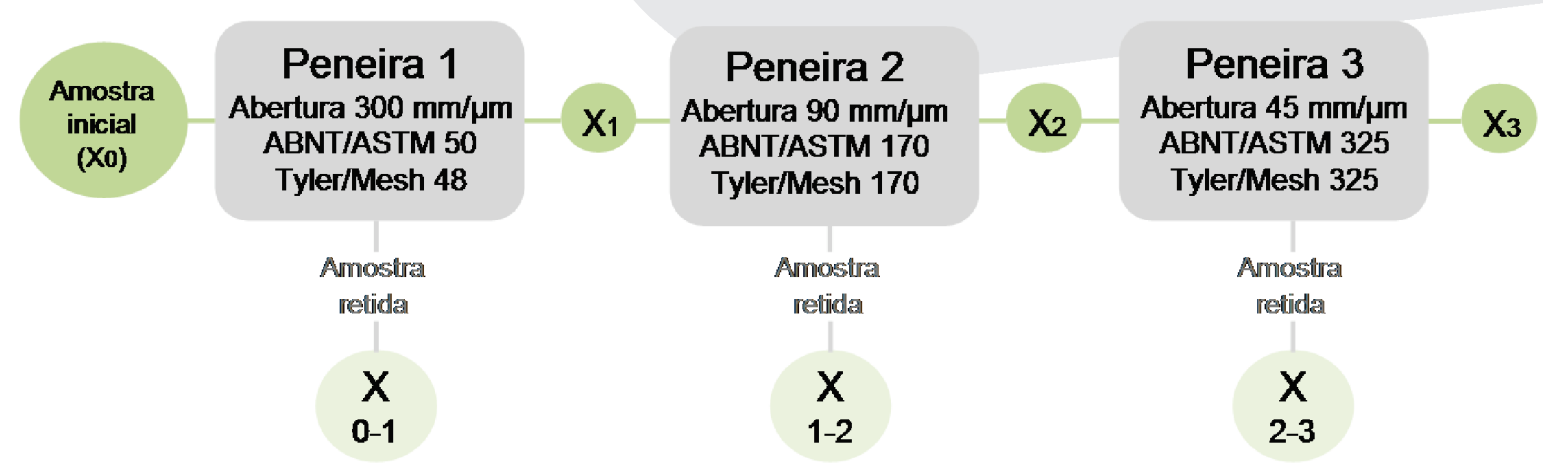 Amostra
inicial
(X0)
Peneira 1
Abertura 300 mm/µm
ABNT/ASTM 50
Tyler/Mesh 48
X1
Peneira 2
Abertura 90 mm/µm
ABNT/ASTM 170
Tyler/Mesh 170
X2
Peneira 3
Abertura 45 mm/µm
ABNT/ASTM 325
Tyler/Mesh 325
X3
Amostra
retida
X
0-1
Amostra
retida
X
1-2
Amostra
retida
X
2-3